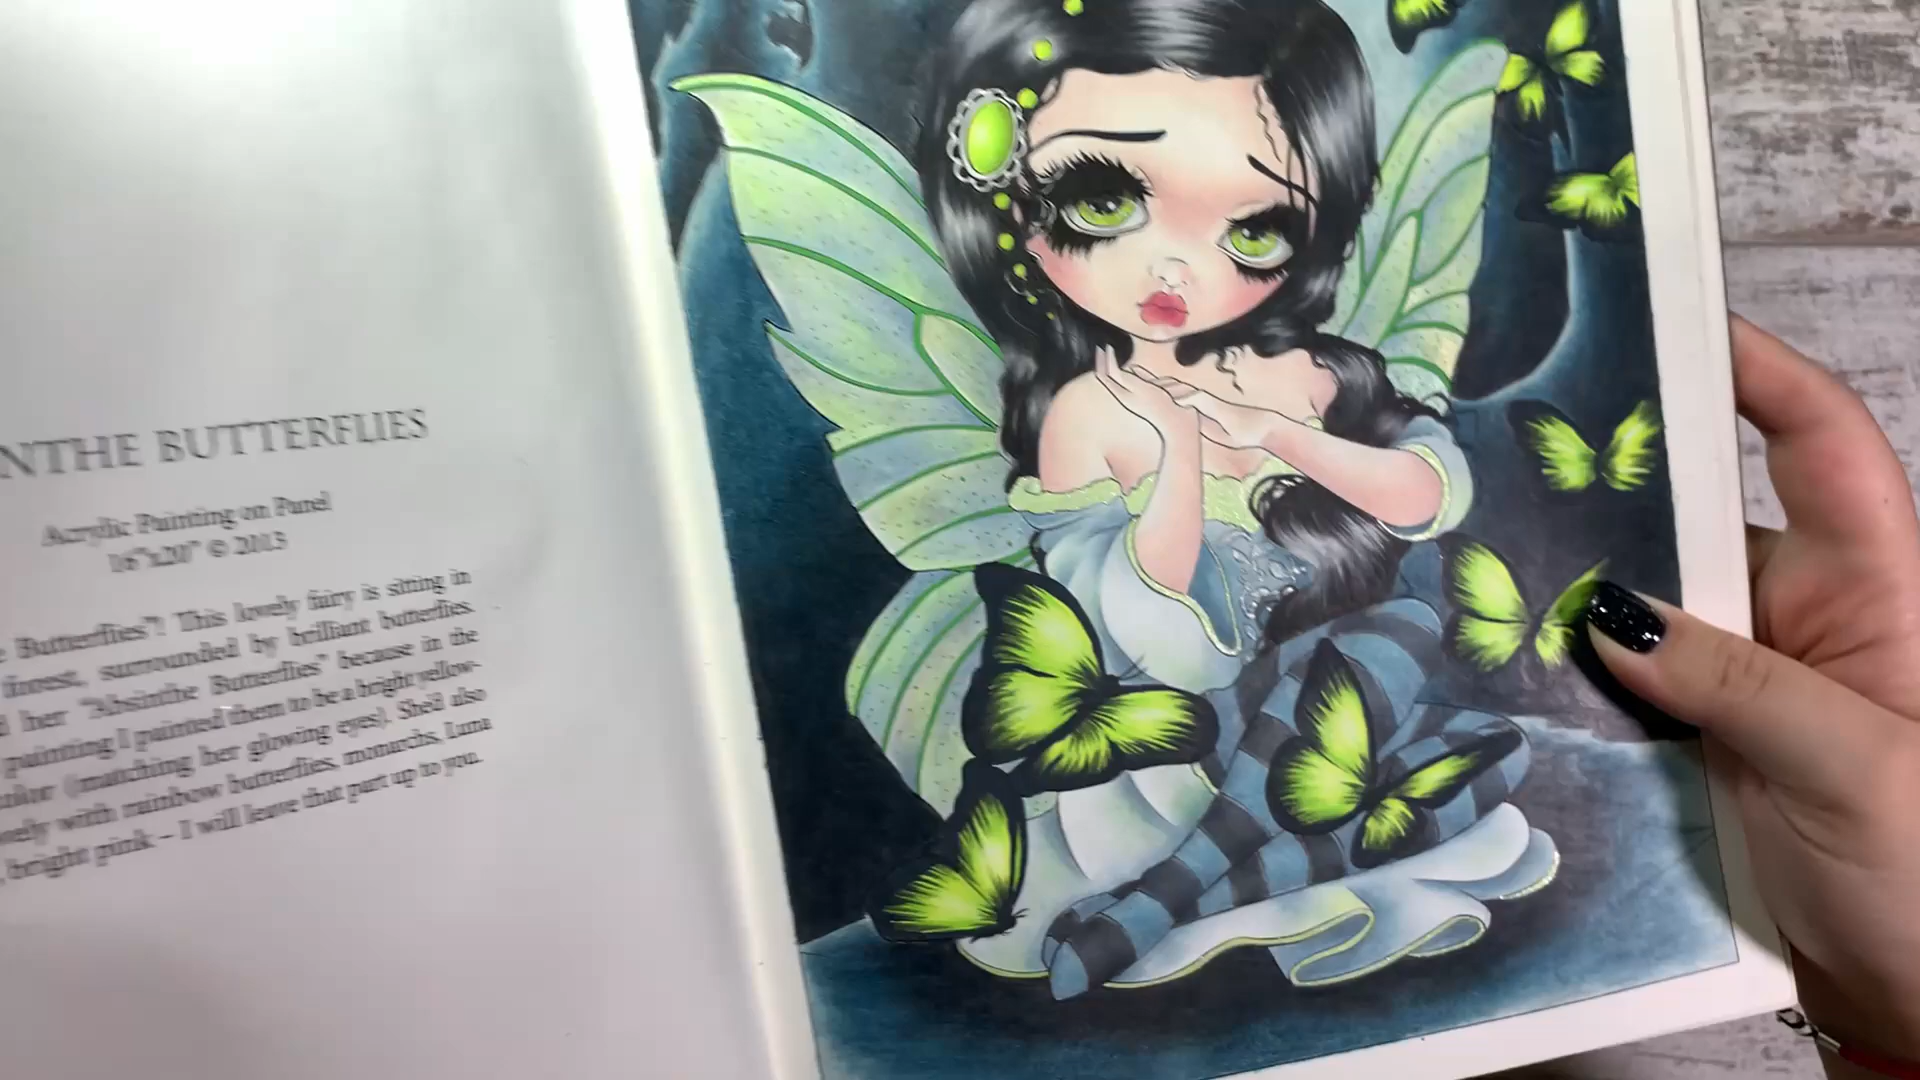 NTHE BUTTERFLIES
Acrylic Painting on Panel
16"x20" © 2013
e Butterflies"! This lovely fairy is sitting in
forest, surrounded by brilliant butterflies.
d her "Absinthe Butterflies" because in the
painting I painted them to be a bright yellow-
color (matching her glowing eyes). She'd also
vely with rainbow butterflies, monarchs, Luna
, bright pink – I will leave that part up to you.